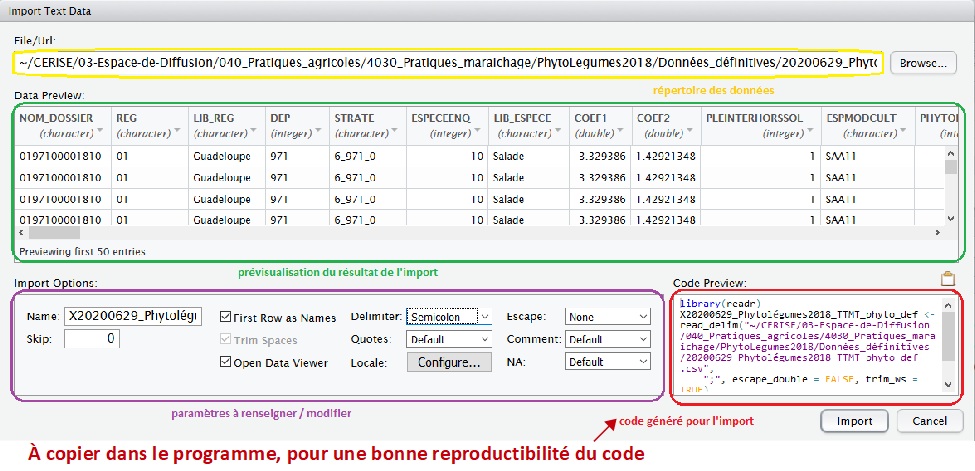 Import Text Data
File/Url:
~/CERISE/03-Espace-de-Diffusion/040_Pratiques_agricoles/4030_Pratiques_maraichage/PhytoLegumes2018/Données_définitives/20200629_Phyto
Browse...
répertoire des données
Data Preview:
NOM_DOSSIER REG LIB_REG DEP STRATE ESPECEENQ LIB_ESPECE COEF1 COEF2 PLEINTERHORSSOL ESPMODCULT
(character) (character) (character) (integer) (character) (integer) (character) (double) (double) (integer) (character)
0197100001810 01 Guadeloupe 971 6_971_0 10 Salade 3.329386 1.42921348 1 SAA11
0197100001810 01 Guadeloupe 971 6_971_0 10 Salade 3.329386 1.42921348 1 SAA11
0197100001810 01 Guadeloupe 971 6_971_0 10 Salade 3.329386 1.42921348 1 SAA11
0197100001810 01 Guadeloupe 971 6_971_0 10 Salade 3.329386 1.42921348 1 SAA11
Previewing first 50 entries
prévisualisation du résultat de l'import
Import Options:
Name: X20200629_Phytolég
Skip: 0
First Row as Names
Trim Spaces
Open Data Viewer
Delimiter: Semicolon
Quotes: Default
Locale: Configure...
Escape: None
Comment: Default
NA: Default
paramètres à renseigner / modifier
Code Preview:
library(readr)
X20200629_Phytolégumes2018_TTMT_phyto_def <-
read_delim("~/CERISE/03-Espace-de-Diffusion
/040_Pratiques_agricoles/4030_Pratiques_mara
ichage/PhytoLegumes2018/Données_définitives
/20200629_Phytolégumes2018_TTMT_phyto_def
.csv",
";", escape_double = FALSE, trim_ws =
TRUE)
code généré pour l'import
Import
Cancel
À copier dans le programme, pour une bonne reproductibilité du code